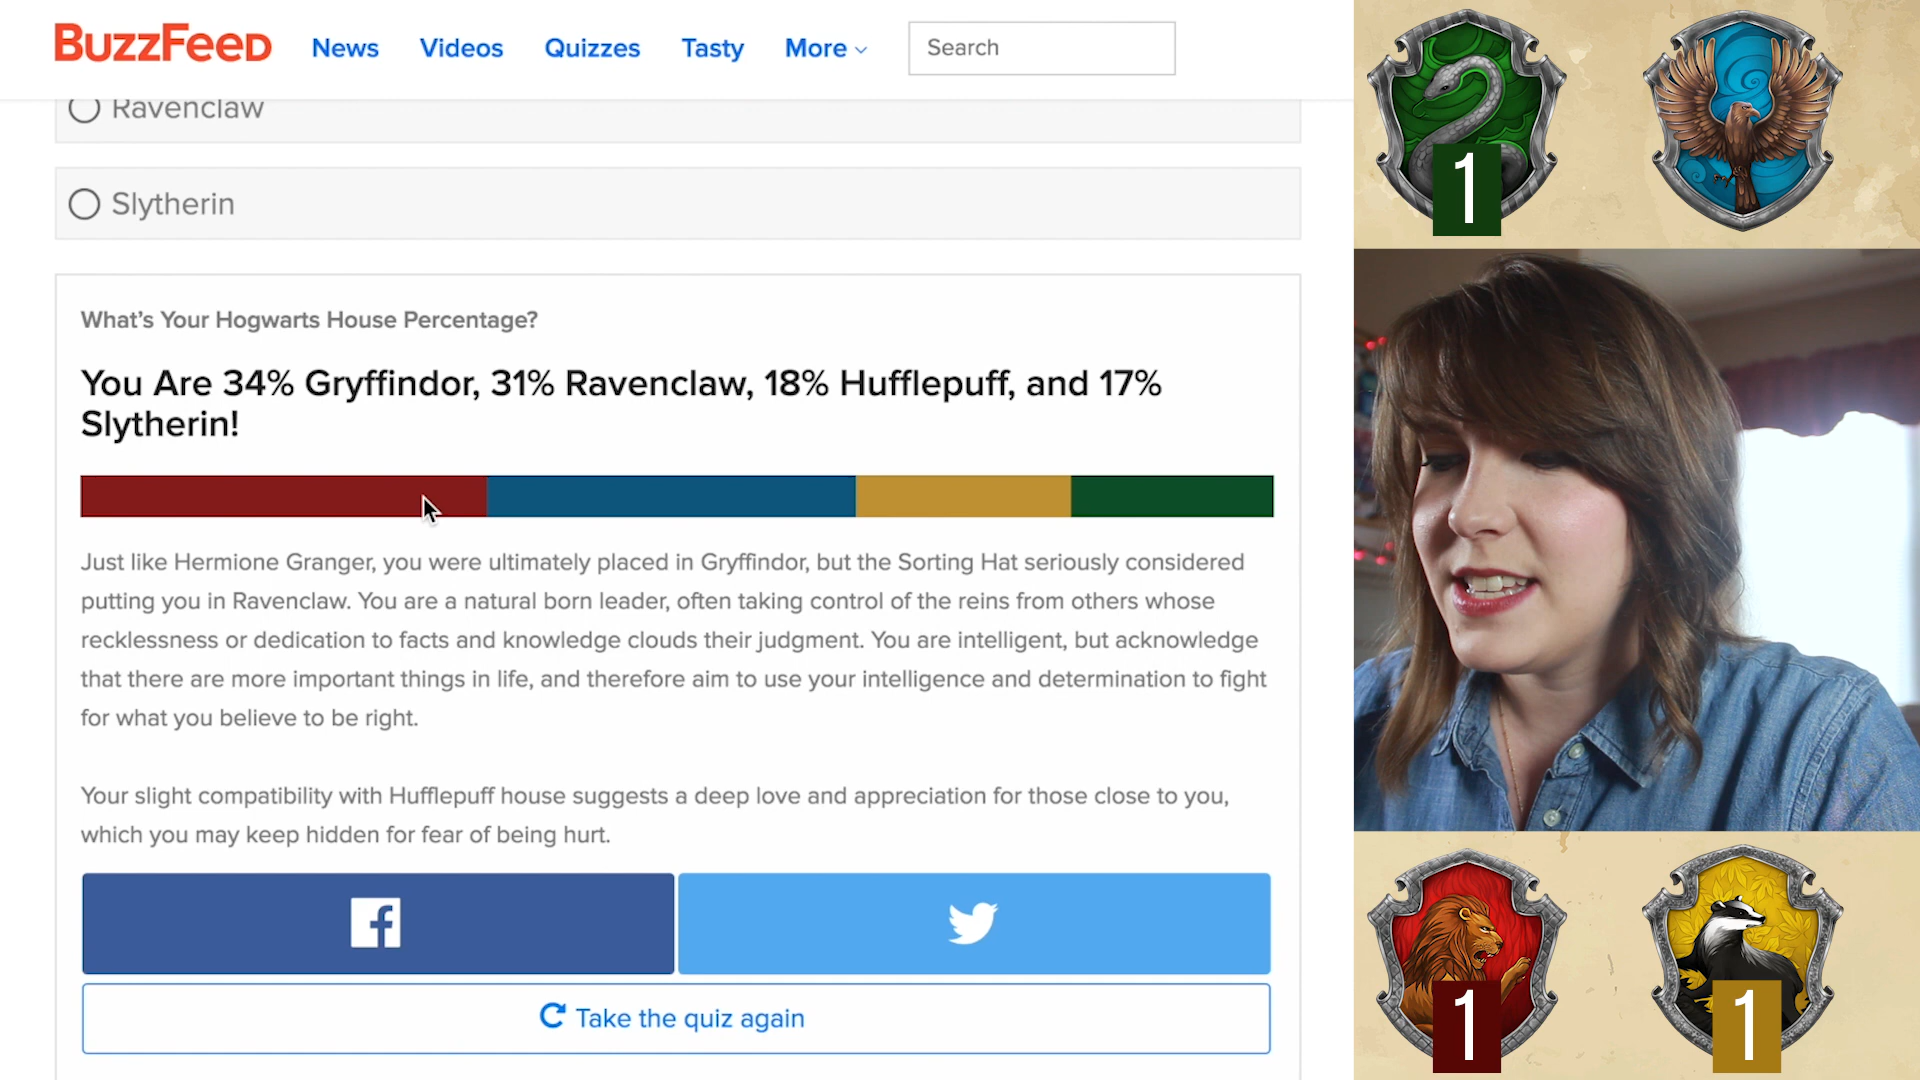 BuzzFeed News Videos Quizzes Tasty More Search
Ravenclaw
Slytherin
What's Your Hogwarts House Percentage?
You Are 34% Gryffindor, 31% Ravenclaw, 18% Hufflepuff, and 17%
Slytherin!
Just like Hermione Granger, you were ultimately placed in Gryffindor, but the Sorting Hat seriously considered
putting you in Ravenclaw. You are a natural born leader, often taking control of the reins from others whose
recklessness or dedication to facts and knowledge clouds their judgment. You are intelligent, but acknowledge
that there are more important things in life, and therefore aim to use your intelligence and determination to fight
for what you believe to be right.
Your slight compatibility with Hufflepuff house suggests a deep love and appreciation for those close to you,
which you may keep hidden for fear of being hurt.
Take the quiz again
1
1
1